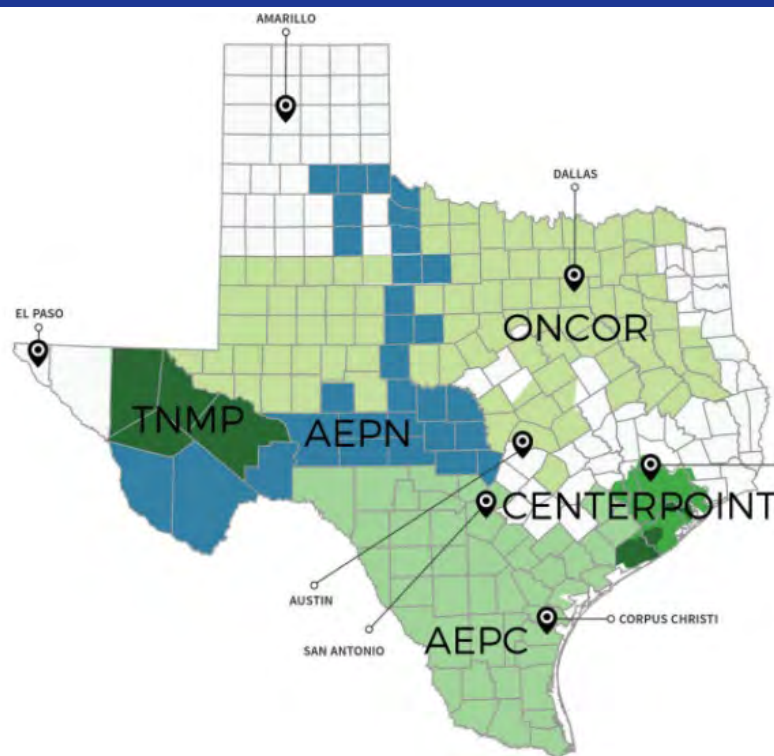 AMARILLO
DALLAS
EL PASO
ONCOR
TNMP
AEPN
CENTERPOINT
AUSTIN
SAN ANTONIO
CORPUS CHRISTI
AEPC